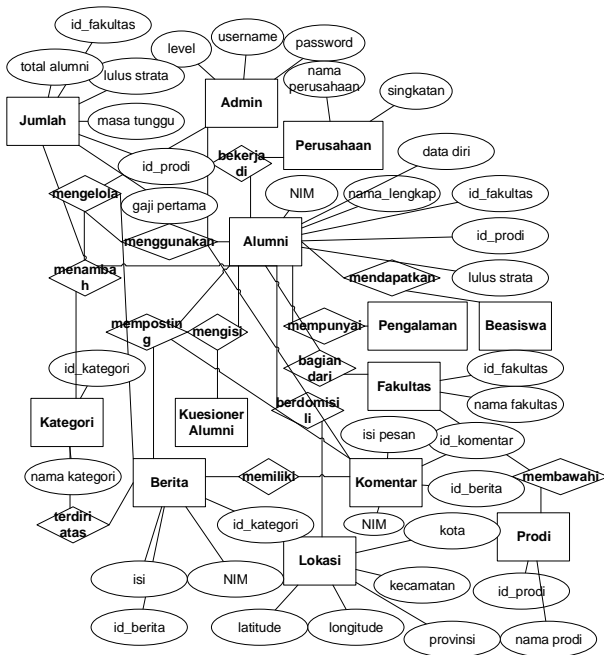 id_fakultas
username
password
level
total alumni
lulus strata
nama
perusahaan
Admin
singkatan
Jumlah
masa tunggu
Perusahaan
data diri
id_prodi
bekerja
di
mengelola
NIM
nama_lengkap
id_fakultas
gaji pertama
Alumni
menggunakan
id_prodi
menamba
h
mendapatkan
lulus strata
mempostin
g
mengisi
mempunyai
Pengalaman
Beasiswa
id_kategori
bagian
dari
Fakultas
id_fakultas
Kategori
Kuesioner
Alumni
berdomisi
li
nama fakultas
isi pesan
id_komentar
nama kategori
Berita
memiliki
Komentar
membawahi
id_berita
terdiri
atas
id_kategori
NIM
kota
Prodi
Lokasi
isi
NIM
kecamatan
id_prodi
id_berita
latitude
longitude
provinsi
nama prodi